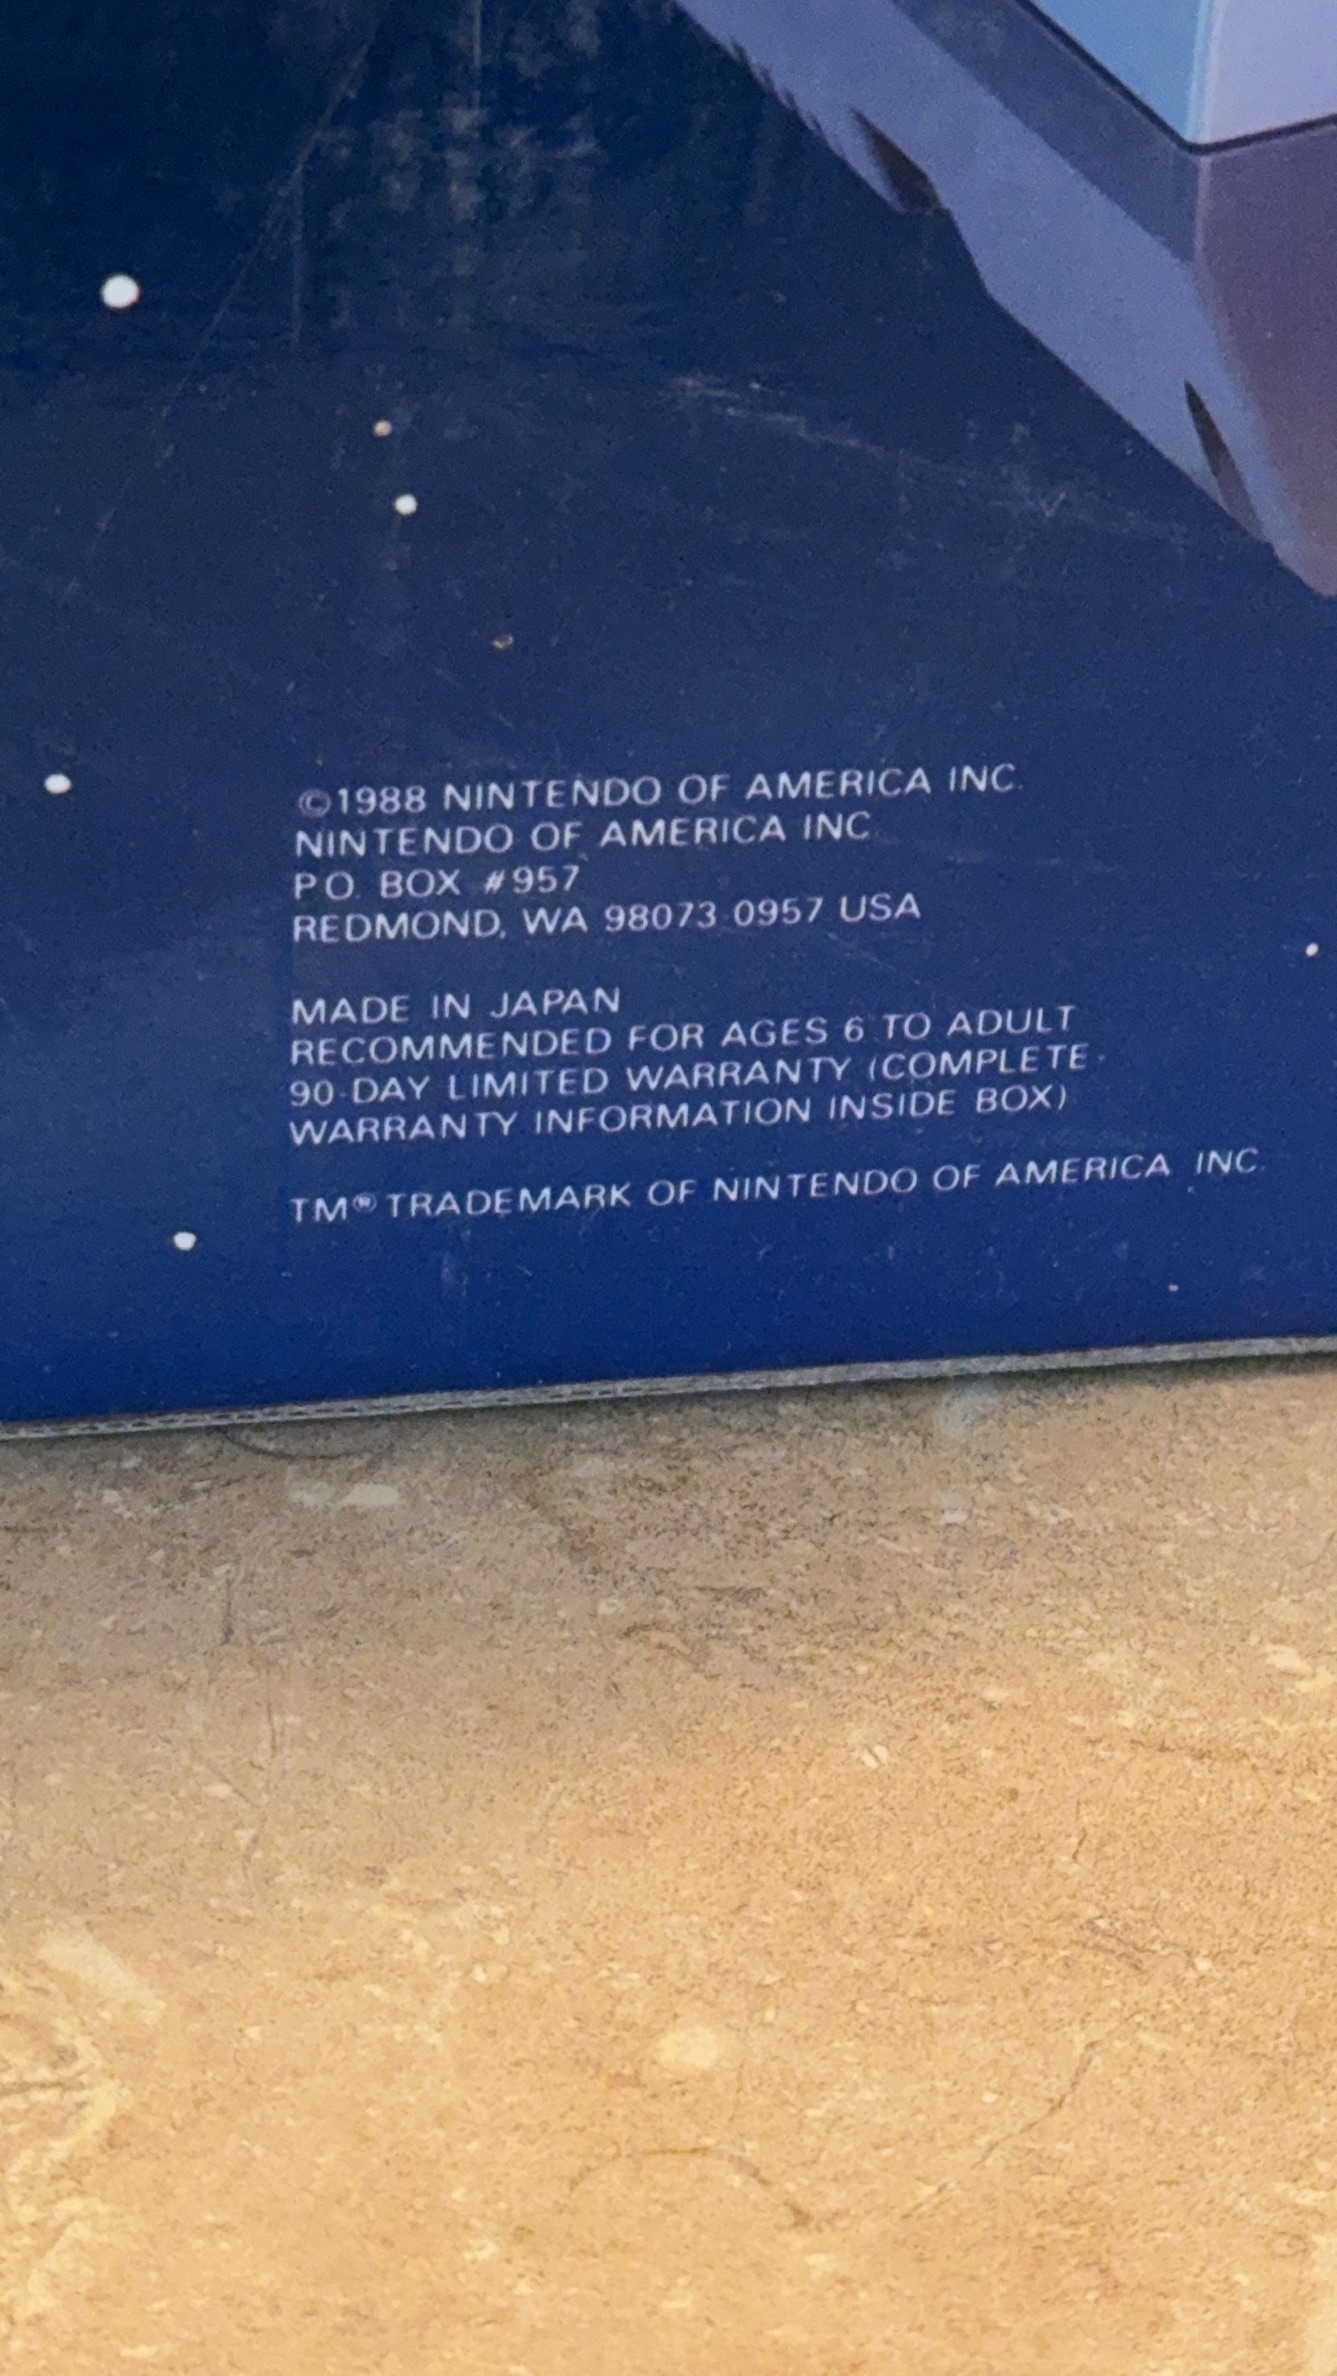 ©1988 NINTENDO OF AMERICA INC.
NINTENDO OF AMERICA INC
P.O. BOX #957
REDMOND, WA 98073-0957 USA
MADE IN JAPAN
RECOMMENDED FOR AGES 6 TO ADULT
90-DAY LIMITED WARRANTY (COMPLETE
WARRANTY INFORMATION INSIDE BOX)
TM® TRADEMARK OF NINTENDO OF AMERICA INC.